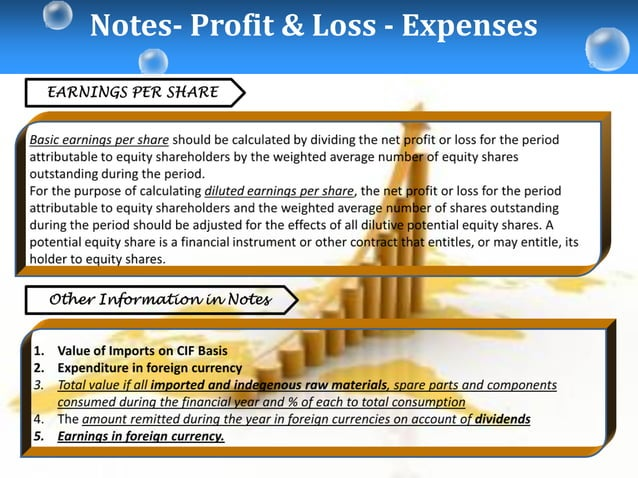 Notes- Profit & Loss - Expenses
EARNINGS PER SHARE
Basic earnings per share should be calculated by dividing the net profit or loss for the period
attributable to equity shareholders by the weighted average number of equity shares
outstanding during the period.
For the purpose of calculating diluted earnings per share, the net profit or loss for the period
attributable to equity shareholders and the weighted average number of shares outstanding
during the period should be adjusted for the effects of all dilutive potential equity shares. A
potential equity share is a financial instrument or other contract that entitles, or may entitle, its
holder to equity shares.
Other Information in Notes
1. Value of Imports on CIF Basis
2. Expenditure in foreign currency
3. Total value if all imported and indegenous raw materials, spare parts and components
consumed during the financial year and % of each to total consumption
4. The amount remitted during the year in foreign currencies on account of dividends
5. Earnings in foreign currency.